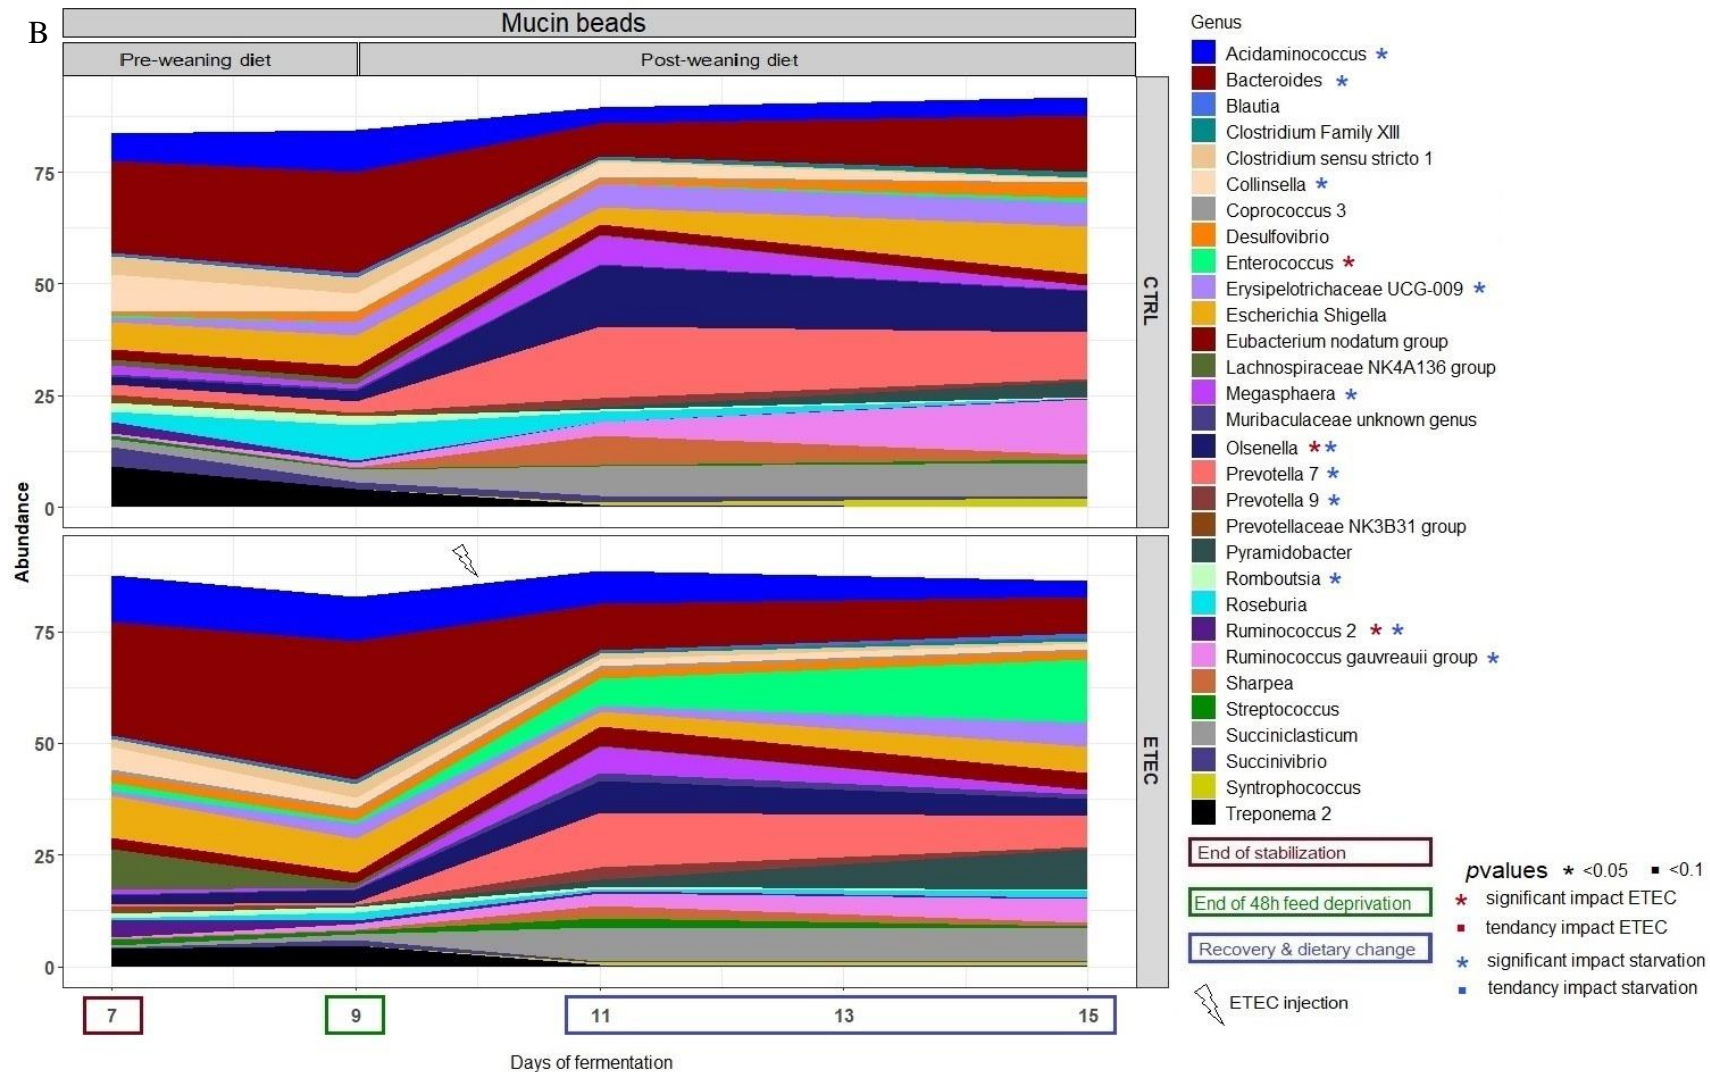 B
Mucin beads
Pre-weaning diet
Post-weaning diet
Abundance
75
50
25
0
CTRL
75
50
25
0
ETEC
7
9
11
13
15
Days of fermentation
Genus
Acidaminococcus *
Bacteroides *
Blautia
Clostridium Family XIII
Clostridium sensu stricto 1
Collinsella *
Coprococcus 3
Desulfovibrio
Enterococcus *
Erysipelotrichaceae UCG-009 *
Escherichia Shigella
Eubacterium nodatum group
Lachnospiraceae NK4A136 group
Megasphaera *
Muribaculaceae unknown genus
Olsenella * *
Prevotella 7 *
Prevotella 9 *
Prevotellaceae NK3B31 group
Pyramidobacter
Romboutsia *
Roseburia
Ruminococcus 2 * *
Ruminococcus gauvreauii group *
Sharpea
Streptococcus
Succiniclasticum
Succinivibrio
Syntrophococcus
Treponema 2
End of stabilization
End of 48h feed deprivation
Recovery & dietary change
ETEC injection
pvalues * <0.05 ▪ <0.1
* significant impact ETEC
▪ tendancy impact ETEC
* significant impact starvation
▪ tendancy impact starvation